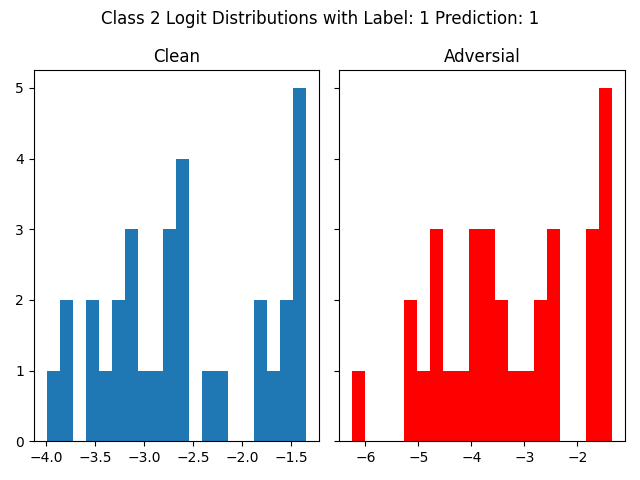 Class 2 Logit Distributions with Label: 1 Prediction: 1
Clean
Adversial
5
4
3
2
1
0
−4.0 −3.5 −3.0 −2.5 −2.0 −1.5
−6 −5 −4 −3 −2